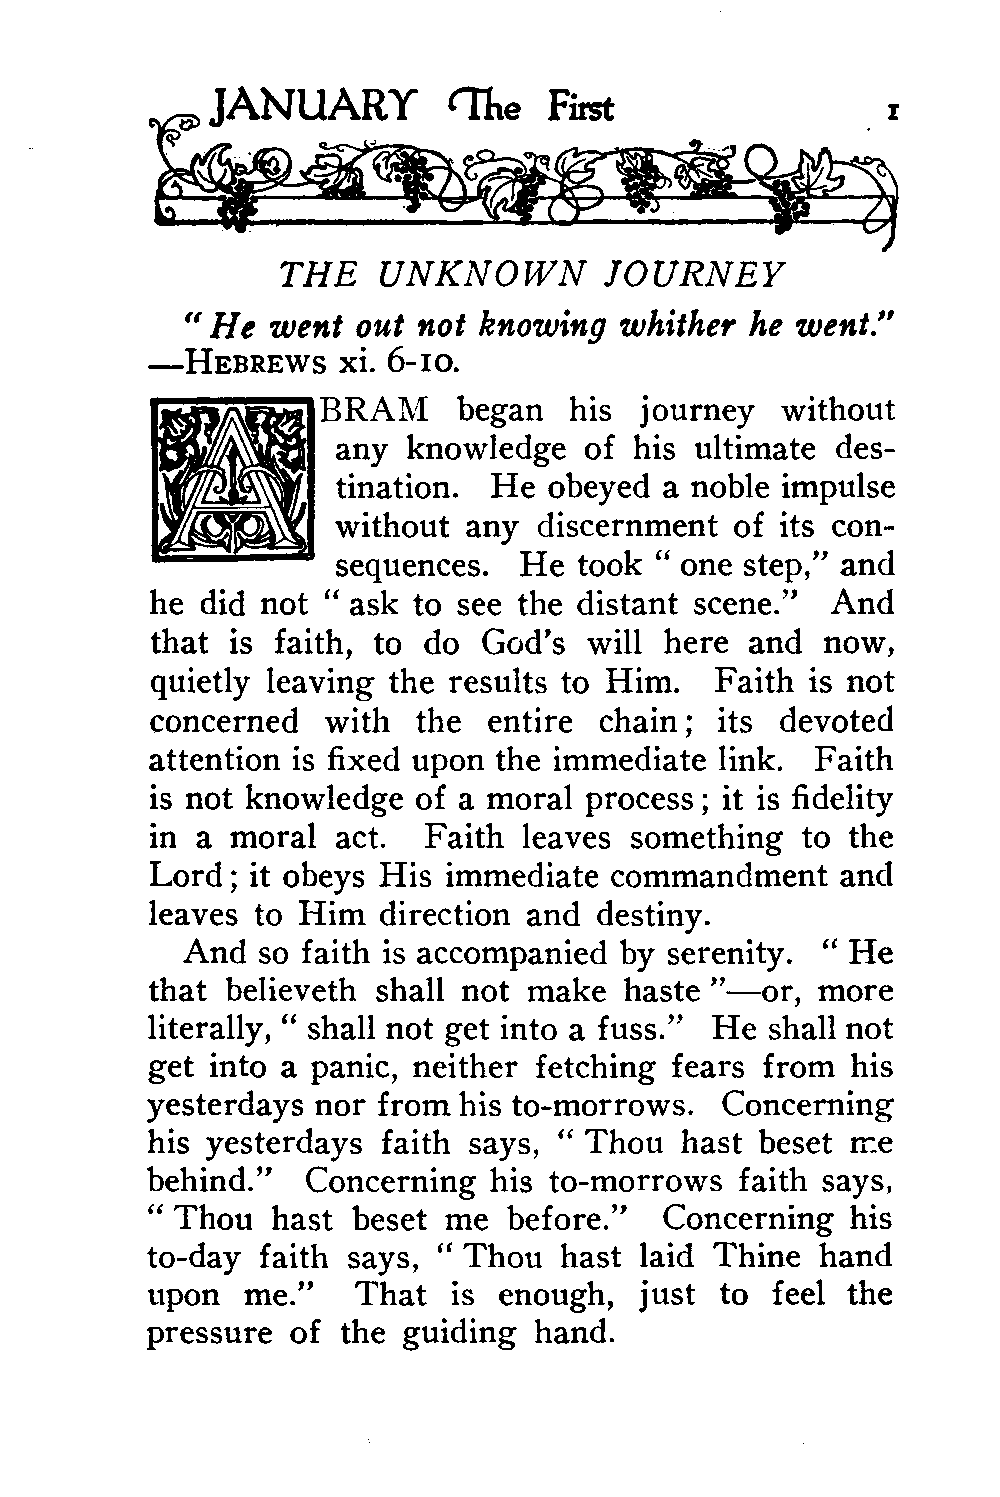 JANUARY The First 1
THE UNKNOWN JOURNEY
“ He went out not knowing whither he went.”
—HEBREWS xi. 6-10.
ABRAM began his journey without
any knowledge of his ultimate des-
tination. He obeyed a noble impulse
without any discernment of its con-
sequences. He took “ one step,” and
he did not “ ask to see the distant scene.” And
that is faith, to do God’s will here and now,
quietly leaving the results to Him. Faith is not
concerned with the entire chain ; its devoted
attention is fixed upon the immediate link. Faith
is not knowledge of a moral process ; it is fidelity
in a moral act. Faith leaves something to the
Lord ; it obeys His immediate commandment and
leaves to Him direction and destiny.
And so faith is accompanied by serenity. “ He
that believeth shall not make haste ”—or, more
literally, “ shall not get into a fuss.” He shall not
get into a panic, neither fetching fears from his
yesterdays nor from his to-morrows. Concerning
his yesterdays faith says, “ Thou hast beset me
behind.” Concerning his to-morrows faith says,
“ Thou hast beset me before.” Concerning his
to-day faith says, “ Thou hast laid Thine hand
upon me.” That is enough, just to feel the
pressure of the guiding hand.